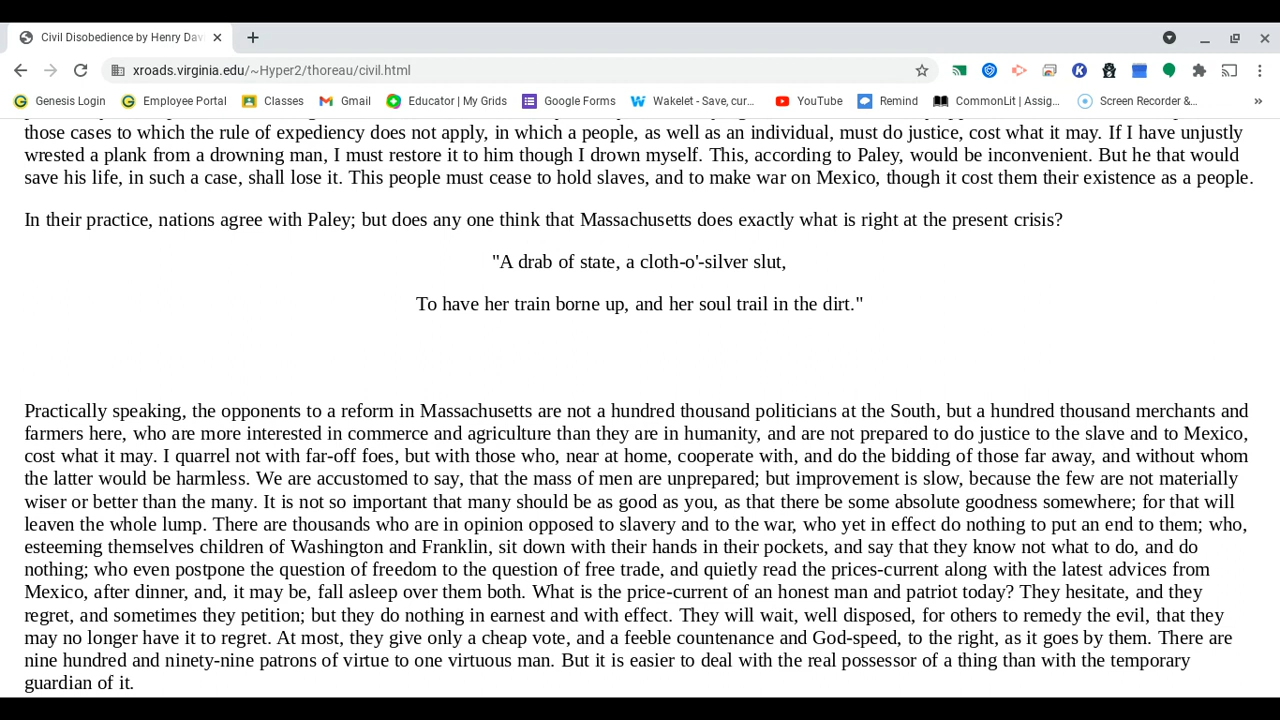 Civil Disobedience by Henry Dav
xroads.virginia.edu/~Hyper2/thoreau/civil.html
Genesis Login Employee Portal Classes Gmail Educator | My Grids Google Forms Wakelet - Save, cur... YouTube Remind CommonLit | Assig... Screen Recorder &... »
those cases to which the rule of expediency does not apply, in which a people, as well as an individual, must do justice, cost what it may. If I have unjustly
wrested a plank from a drowning man, I must restore it to him though I drown myself. This, according to Paley, would be inconvenient. But he that would
save his life, in such a case, shall lose it. This people must cease to hold slaves, and to make war on Mexico, though it cost them their existence as a people.
In their practice, nations agree with Paley; but does any one think that Massachusetts does exactly what is right at the present crisis?
"A drab of state, a cloth-o'-silver slut,
To have her train borne up, and her soul trail in the dirt."
Practically speaking, the opponents to a reform in Massachusetts are not a hundred thousand politicians at the South, but a hundred thousand merchants and
farmers here, who are more interested in commerce and agriculture than they are in humanity, and are not prepared to do justice to the slave and to Mexico,
cost what it may. I quarrel not with far-off foes, but with those who, near at home, cooperate with, and do the bidding of those far away, and without whom
the latter would be harmless. We are accustomed to say, that the mass of men are unprepared; but improvement is slow, because the few are not materially
wiser or better than the many. It is not so important that many should be as good as you, as that there be some absolute goodness somewhere; for that will
leaven the whole lump. There are thousands who are in opinion opposed to slavery and to the war, who yet in effect do nothing to put an end to them; who,
esteeming themselves children of Washington and Franklin, sit down with their hands in their pockets, and say that they know not what to do, and do
nothing; who even postpone the question of freedom to the question of free trade, and quietly read the prices-current along with the latest advices from
Mexico, after dinner, and, it may be, fall asleep over them both. What is the price-current of an honest man and patriot today? They hesitate, and they
regret, and sometimes they petition; but they do nothing in earnest and with effect. They will wait, well disposed, for others to remedy the evil, that they
may no longer have it to regret. At most, they give only a cheap vote, and a feeble countenance and God-speed, to the right, as it goes by them. There are
nine hundred and ninety-nine patrons of virtue to one virtuous man. But it is easier to deal with the real possessor of a thing than with the temporary
guardian of it.